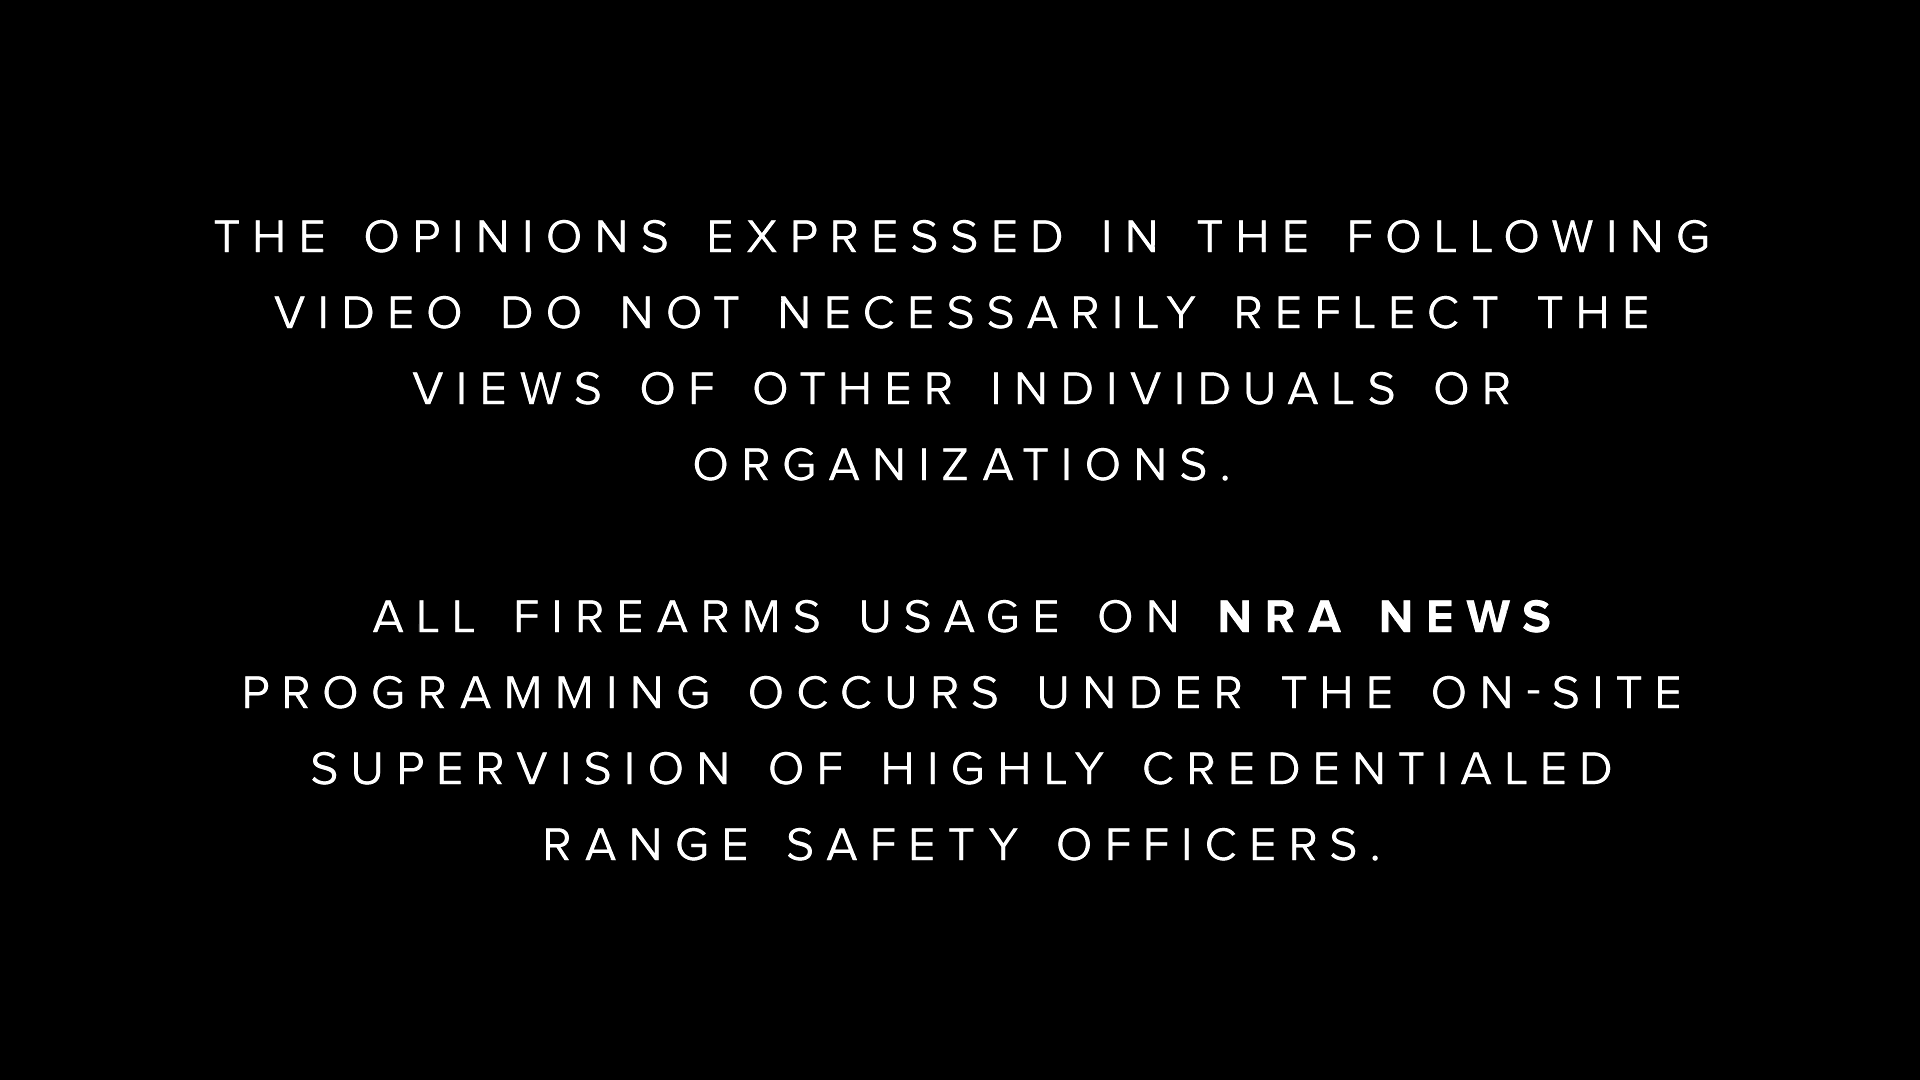 THE OPINIONS EXPRESSED IN THE FOLLOWING
VIDEO DO NOT NECESSARILY REFLECT THE
VIEWS OF OTHER INDIVIDUALS OR
ORGANIZATIONS.
ALL FIREARMS USAGE ON NRA NEWS
PROGRAMMING OCCURS UNDER THE ON-SITE
SUPERVISION OF HIGHLY CREDENTIALED
RANGE SAFETY OFFICERS.